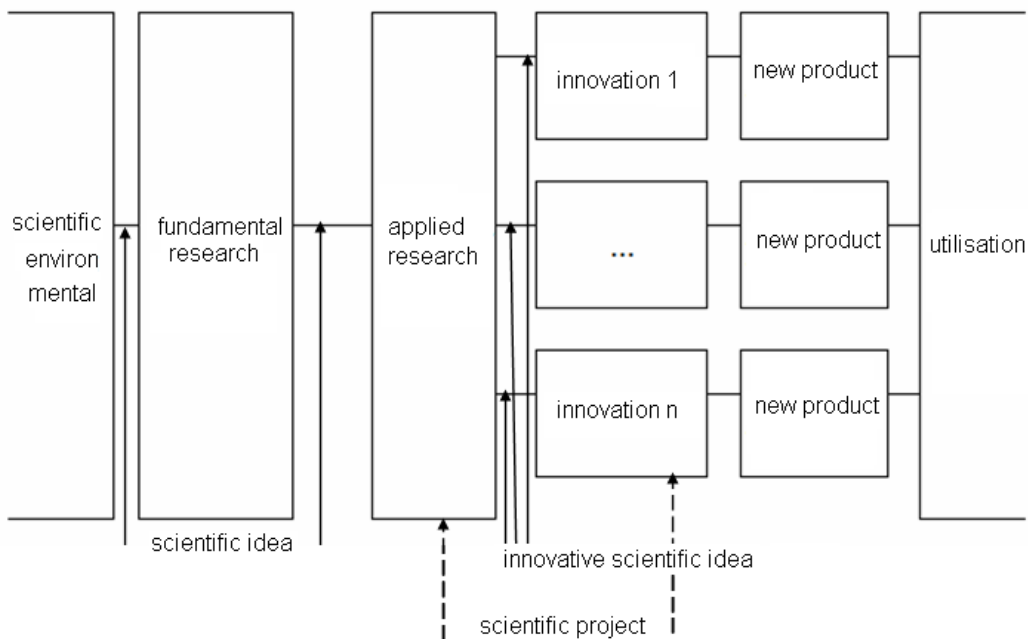 scientific
environ
mental
fundamental
research
applied
research
innovation 1
new product
...
new product
innovation n
new product
utilisation
scientific idea
innovative scientific idea
scientific project